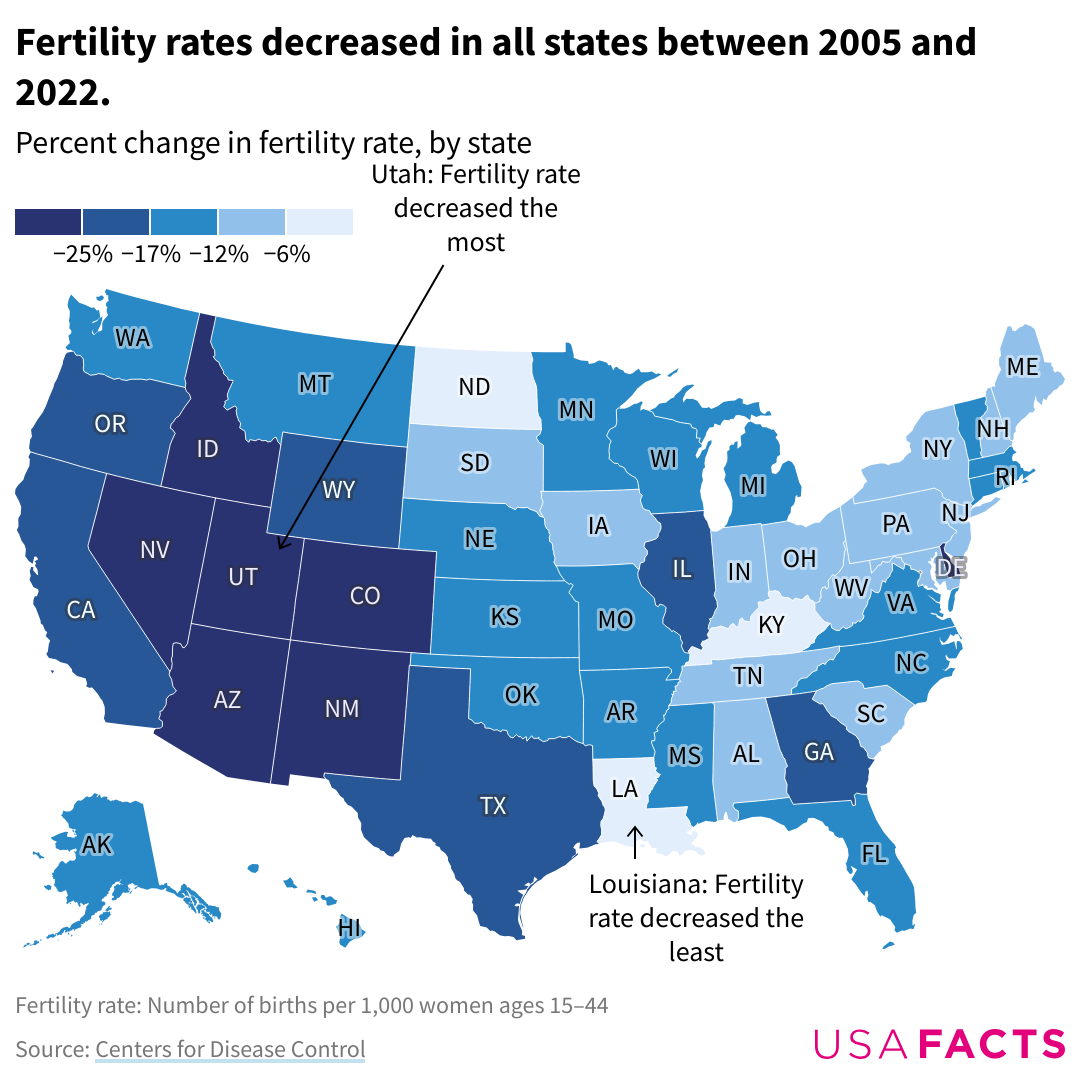 Fertility rates decreased in all states between 2005 and
2022.
Percent change in fertility rate, by state
Utah: Fertility rate
decreased the
most
−25% −17% −12% −6%
WA
MT
ND
MN
ME
OR
ID
SD
WI
NY
NH
WY
MI
RI
NV
UT
CO
NE
IA
PA
NJ
CA
KS
MO
IL
IN
OH
WV
DE
VA
KY
AZ
NM
OK
AR
TN
NC
SC
TX
LA
MS
AL
GA
FL
AK
HI
Louisiana: Fertility
rate decreased the
least
Fertility rate: Number of births per 1,000 women ages 15–44
Source: Centers for Disease Control
USAFACTS